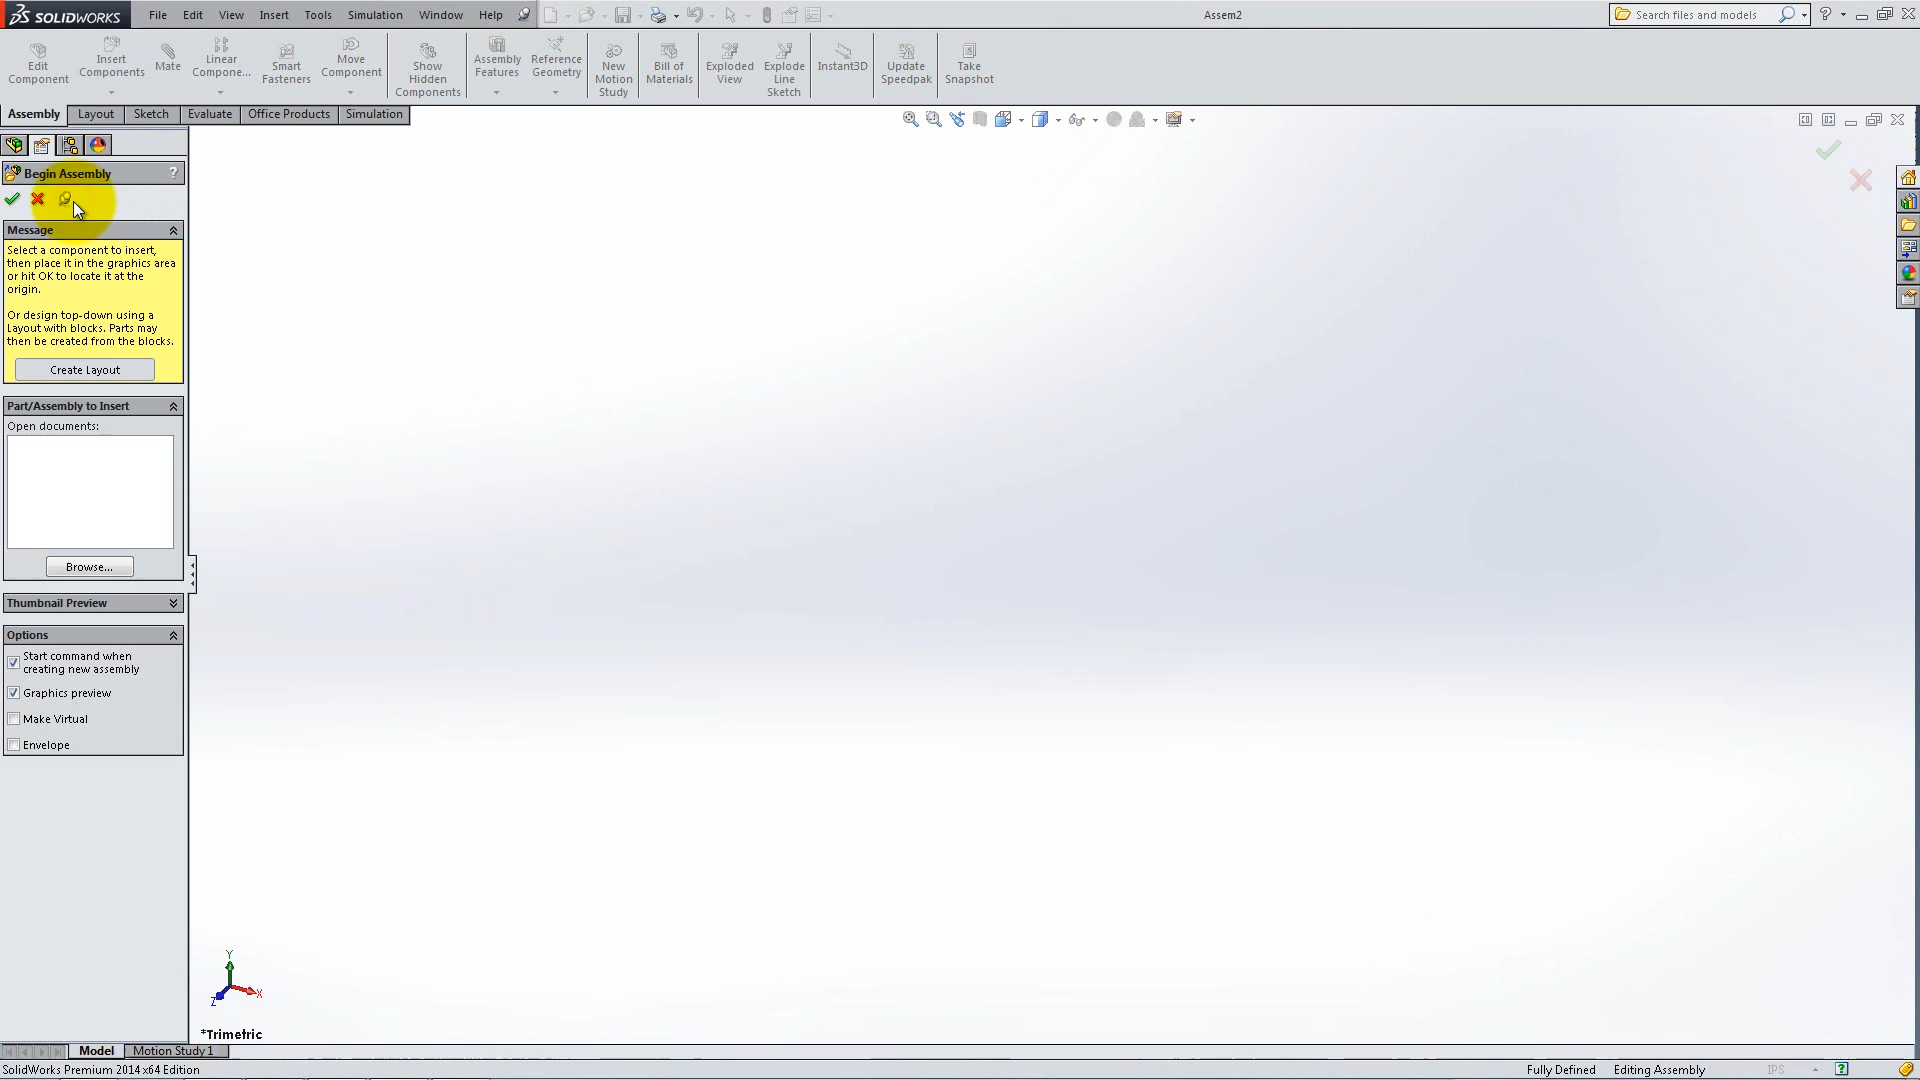 SOLIDWORKS File Edit View Insert Tools Simulation Window Help Assem2 Search files and models ?
Edit Component
Insert Components
Mate
Linear Compone...
Smart Fasteners
Move Component
Show Hidden Components
Assembly Features
Reference Geometry
New Motion Study
Bill of Materials
Exploded View
Explode Line Sketch
Instant3D
Update Speedpak
Take Snapshot
Assembly Layout Sketch Evaluate Office Products Simulation
Begin Assembly ?
Message
Select a component to insert,
then place it in the graphics area
or hit OK to locate it at the
origin.
Or design top-down using a
Layout with blocks. Parts may
then be created from the blocks.
Create Layout
Part/Assembly to Insert
Open documents:
Browse...
Thumbnail Preview
Options
Start command when
creating new assembly
Graphics preview
Make Virtual
Envelope
Y
X
Z
*Trimetric
Model Motion Study 1
SolidWorks Premium 2014 x64 Edition Fully Defined Editing Assembly IPS ?